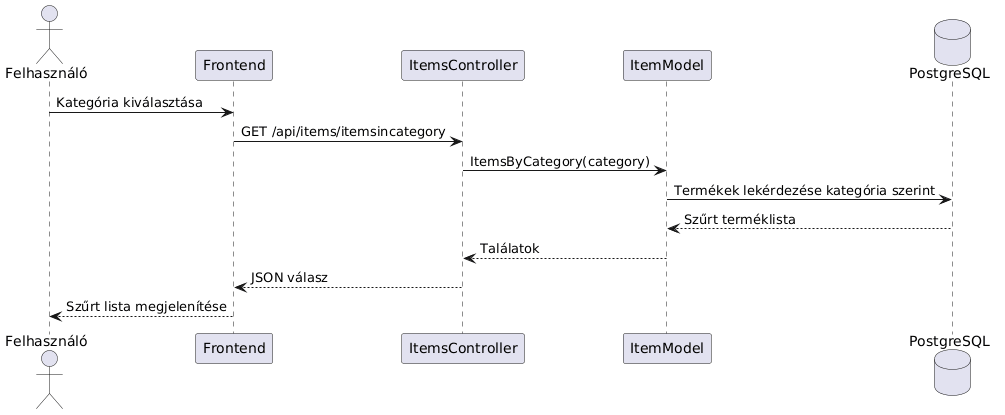 Felhasználó
Frontend
ItemsController
ItemModel
PostgreSQL
Kategória kiválasztása
GET /api/items/itemsincategory
ItemsByCategory(category)
Termékek lekérdezése kategória szerint
Szűrt terméklista
Találatok
JSON válasz
Szűrt lista megjelenítése
Felhasználó
Frontend
ItemsController
ItemModel
PostgreSQL